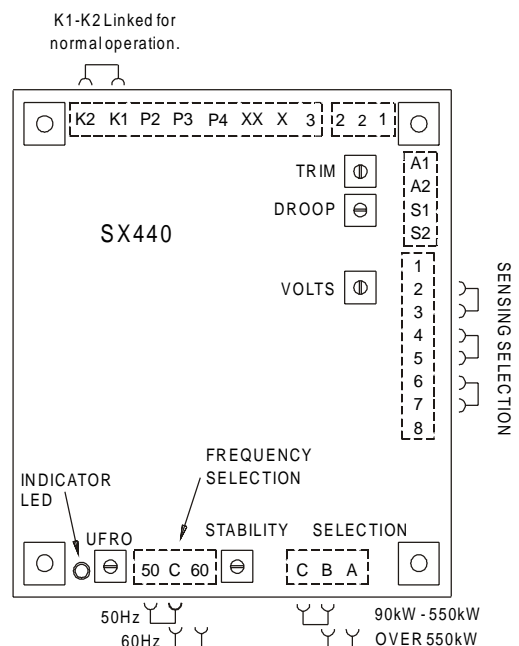 K1-K2 Linked for
normal operation.
K2 K1 P2 P3 P4 XX X 3 2 2 1
TRIM
DROOP
A1
A2
S1
S2
SX440
VOLTS
1
2
3
4
5
6
7
8
SENSING SELECTION
FREQUENCY
SELECTION
INDICATOR
LED
UFRO
STABILITY SELECTION
50 C 60
C B A
50Hz
60Hz
90kW - 550kW
OVER 550kW